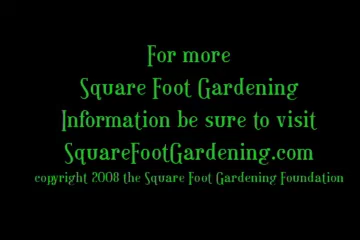 For more
Square Foot Gardening
Information be sure to visit
SquareFootGardening.com
copyright 2008 the Square Foot Gardening Foundation